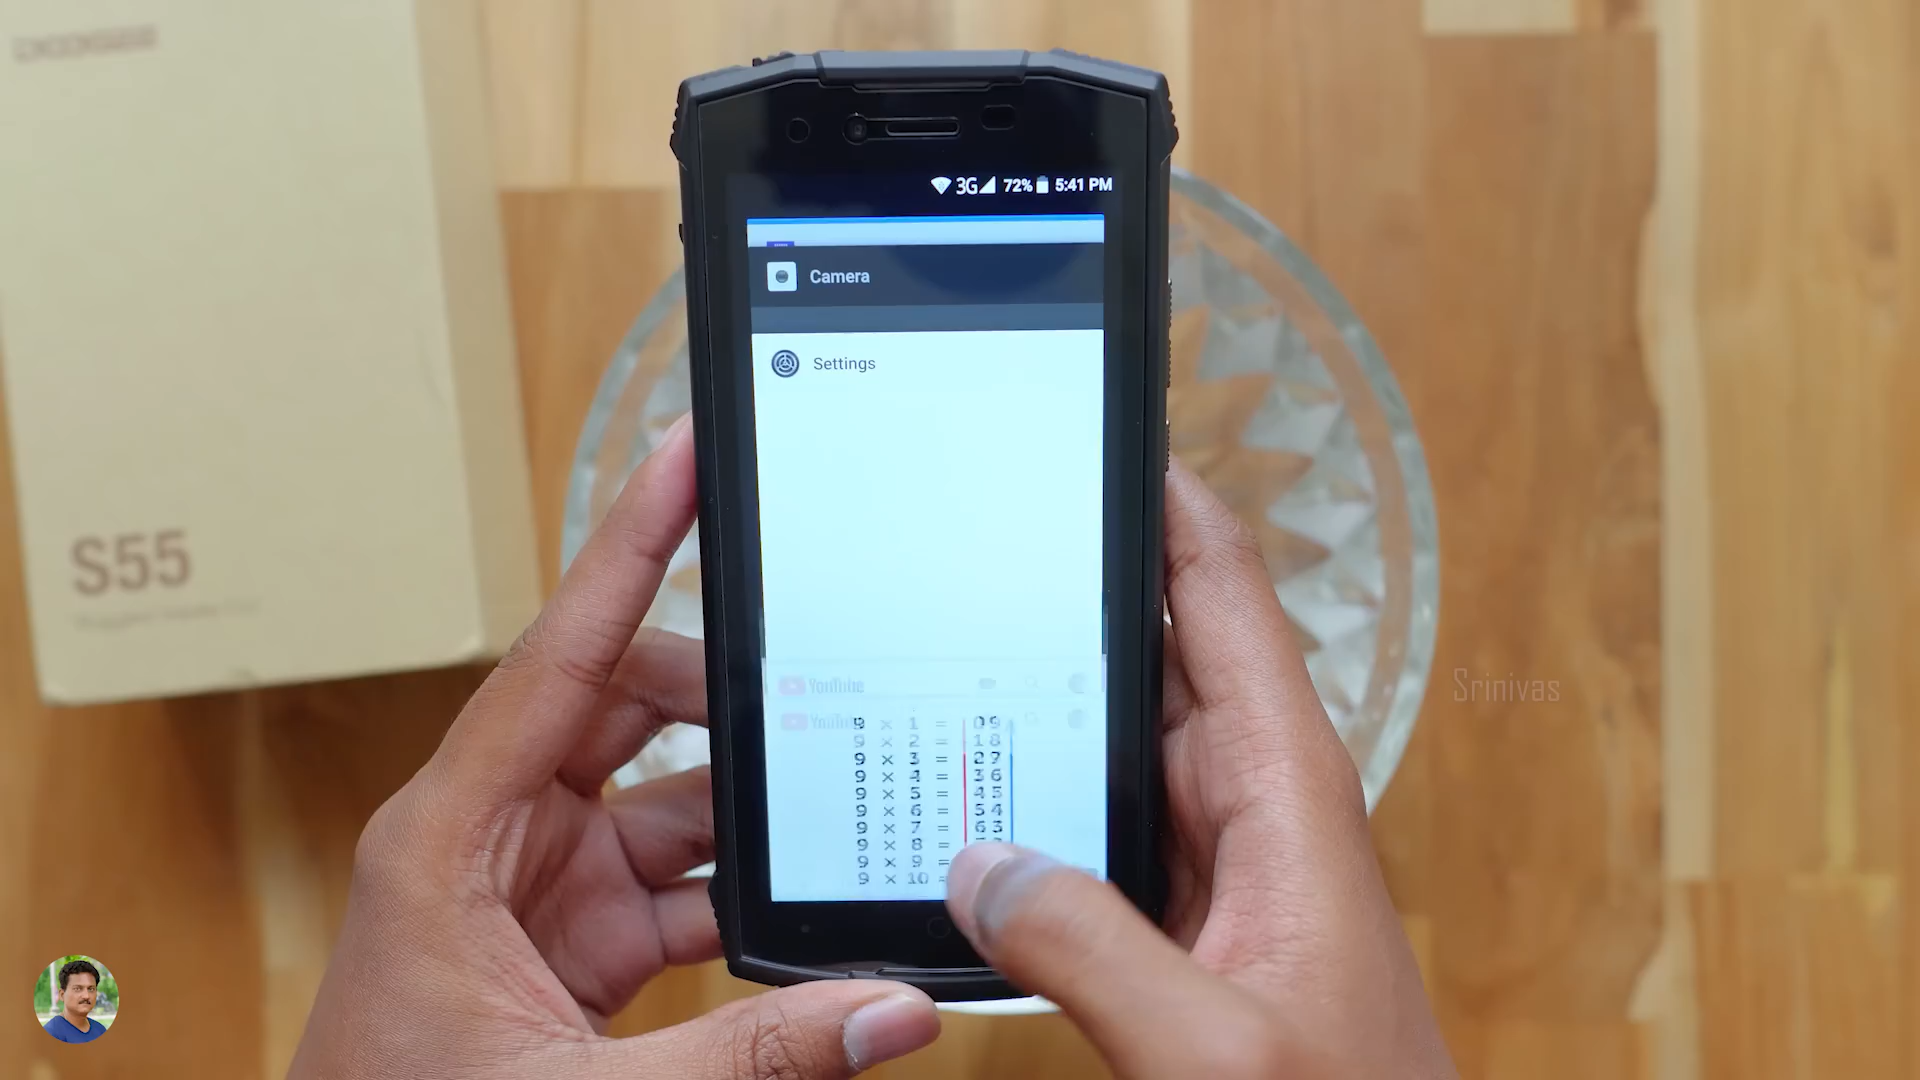 DOOGEE
3G 72% 5:41 PM
Camera
Settings
S55
YouTube
Srinivas
9 × 1 = 09
9 × 2 = 18
9 × 3 = 27
9 × 4 = 36
9 × 5 = 45
9 × 6 = 54
9 × 7 = 63
9 × 8 =
9 × 9 =
9 × 10 =